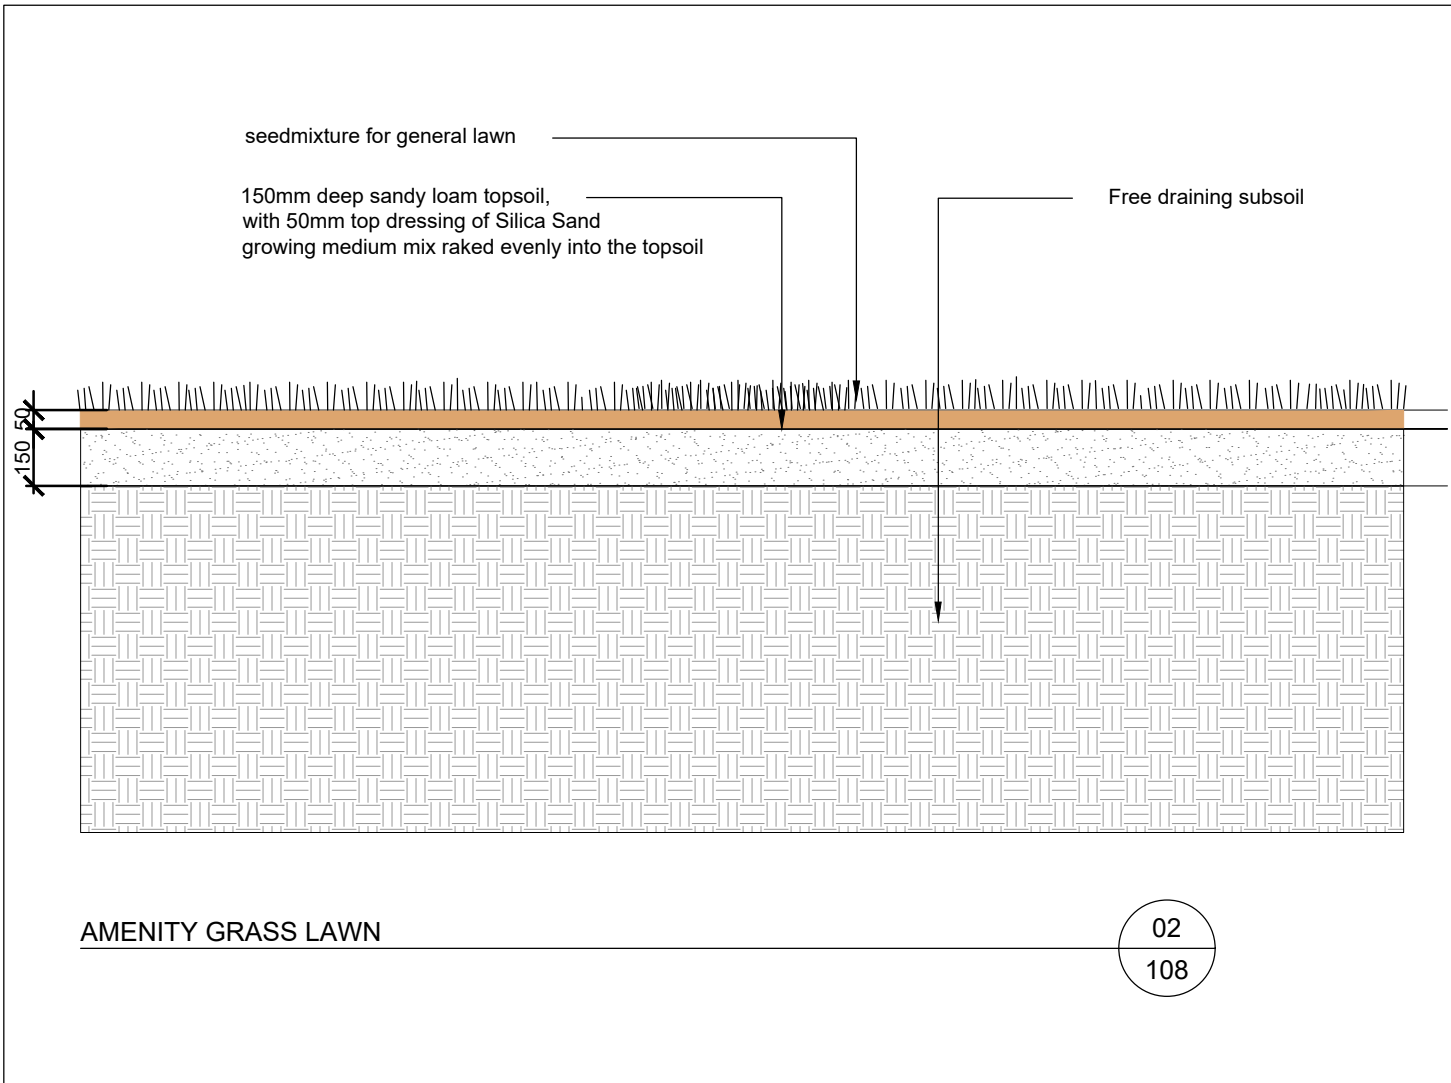 seedmixture for general lawn
150mm deep sandy loam topsoil,
with 50mm top dressing of Silica Sand
growing medium mix raked evenly into the topsoil
Free draining subsoil
50
150
AMENITY GRASS LAWN
02
108